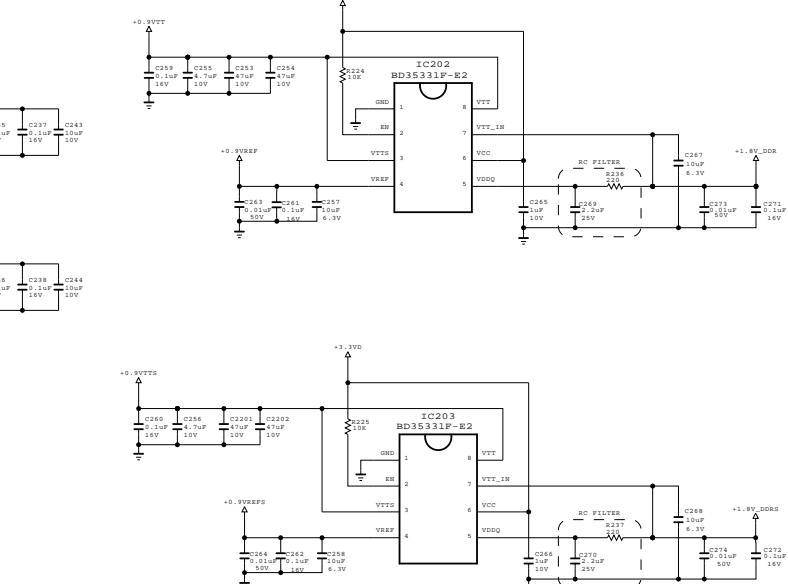 +0.9VTT
C259
0.1uF
16V
C255
4.7uF
10V
C253
47uF
10V
C254
47uF
10V
R224
10K
IC202
BD35331F-E2
GND 1
EN 2
VTTS 3
VREF 4
8 VTT
7 VTT_IN
6 VCC
5 VDDQ
C237
0.1uF
16V
C243
10uF
10V
+0.9VREF
C263
0.01uF
50V
C261
0.1uF
16V
C257
10uF
6.3V
C265
1uF
10V
RC FILTER
R236
220
C269
2.2uF
25V
C267
10uF
6.3V
+1.8V_DDR
C273
0.01uF
50V
C271
0.1uF
16V
C238
0.1uF
16V
C244
10uF
10V
+3.3VD
+0.9VTTS
C260
0.1uF
16V
C256
4.7uF
10V
C2201
47uF
10V
C2202
47uF
10V
R225
10K
IC203
BD35331F-E2
GND 1
EN 2
VTTS 3
VREF 4
8 VTT
7 VTT_IN
6 VCC
5 VDDQ
+0.9VREFS
C264
0.01uF
50V
C262
0.1uF
16V
C258
10uF
6.3V
C266
1uF
10V
RC FILTER
R237
220
C270
2.2uF
25V
C268
10uF
6.3V
+1.8V_DDRS
C274
0.01uF
50V
C272
0.1uF
16V